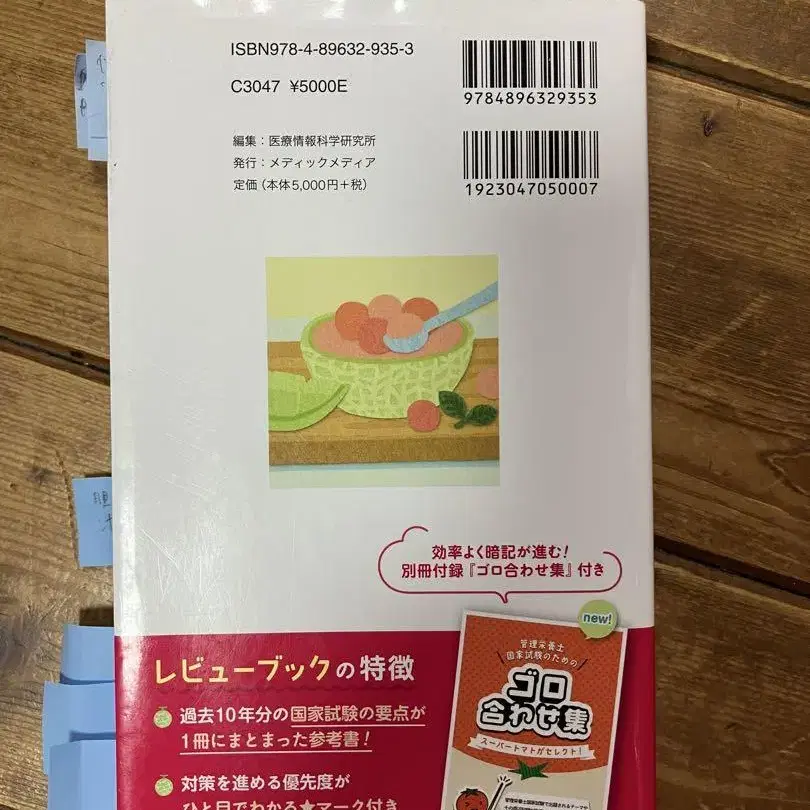 ISBN978-4-89632-935-3
C3047 ¥5000E
9784896329353
編集：医療情報科学研究所
発行：メディックメディア
定価（本体5,000円+税）
1923047050007
効率よく暗記が進む！
別冊付録『ゴロ合わせ集』付き
new!
管理栄養士
国家試験のための
ゴロ
合わせ集
スーパートマトがセレクト！
レビューブックの特徴
過去10年分の国家試験の要点が
1冊にまとまった参考書！
対策を進める優先度が
ひと目でわかる★マーク付き